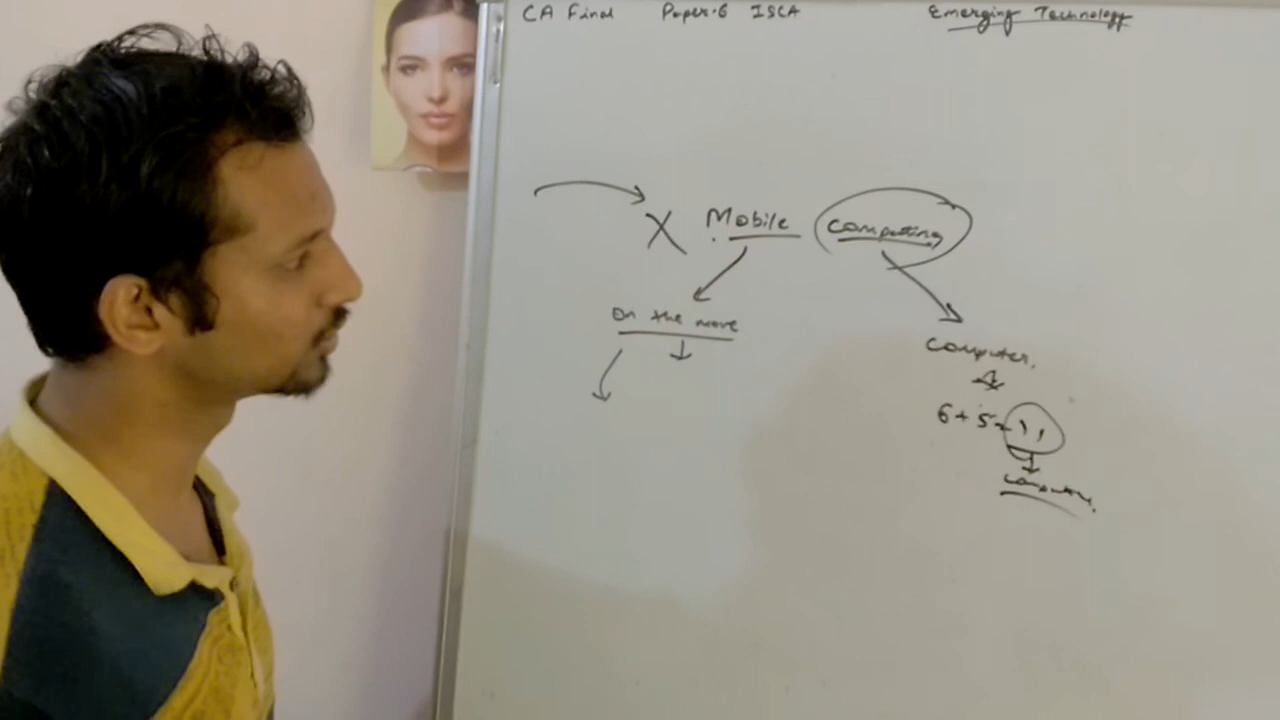 CA Final Paper-6 ISCA Emerging Technology
X Mobile Computing
On the move
Computer.
6+5=11